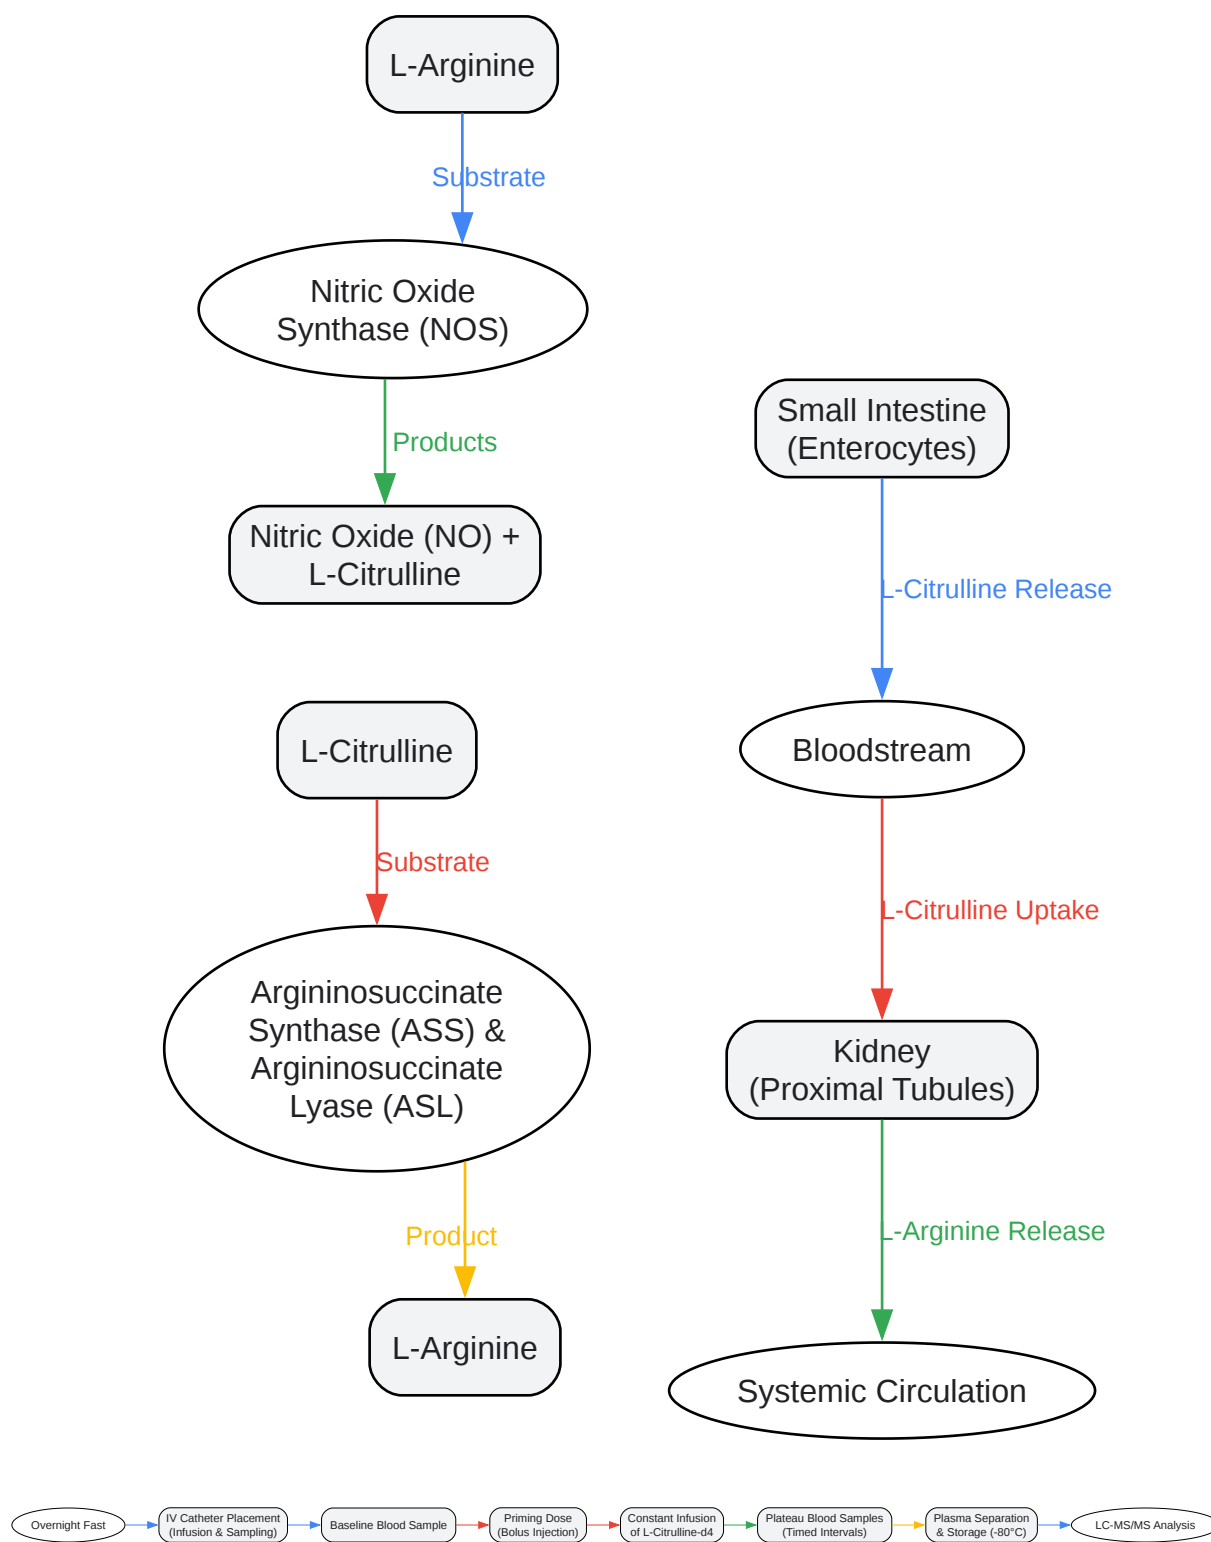 L-Arginine
Substrate
Nitric Oxide
Synthase (NOS)
Products
Nitric Oxide (NO) +
L-Citrulline
L-Citrulline
Substrate
Argininosuccinate
Synthase (ASS) &
Argininosuccinate
Lyase (ASL)
Product
L-Arginine
Small Intestine
(Enterocytes)
L-Citrulline Release
Bloodstream
L-Citrulline Uptake
Kidney
(Proximal Tubules)
L-Arginine Release
Systemic Circulation
Overnight Fast
IV Catheter Placement
(Infusion & Sampling)
Baseline Blood Sample
Priming Dose
(Bolus Injection)
Constant Infusion
of L-Citrulline-d4
Plateau Blood Samples
(Timed Intervals)
Plasma Separation
& Storage (-80°C)
LC-MS/MS Analysis